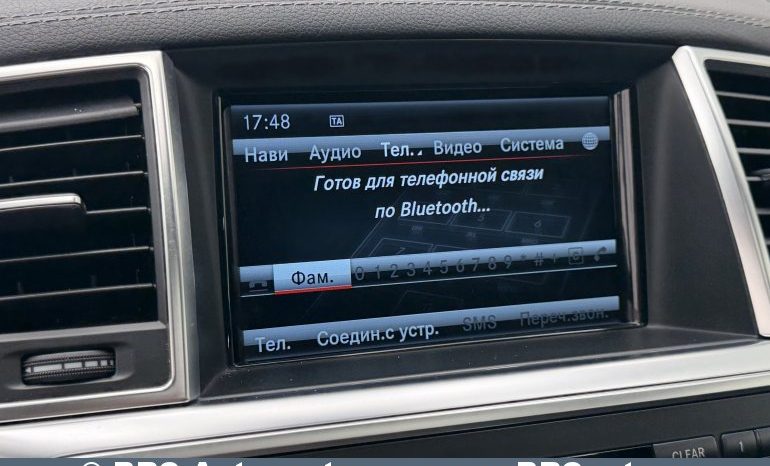 17:48 TA
Нави Аудио Тел. Видео Система
Готов для телефонной связи
по Bluetooth...
Фам. 0 1 2 3 4 5 6 7 8 9 * # +
Тел. Соедин.с устр. SMS Переч.звон.
CLEAR 1